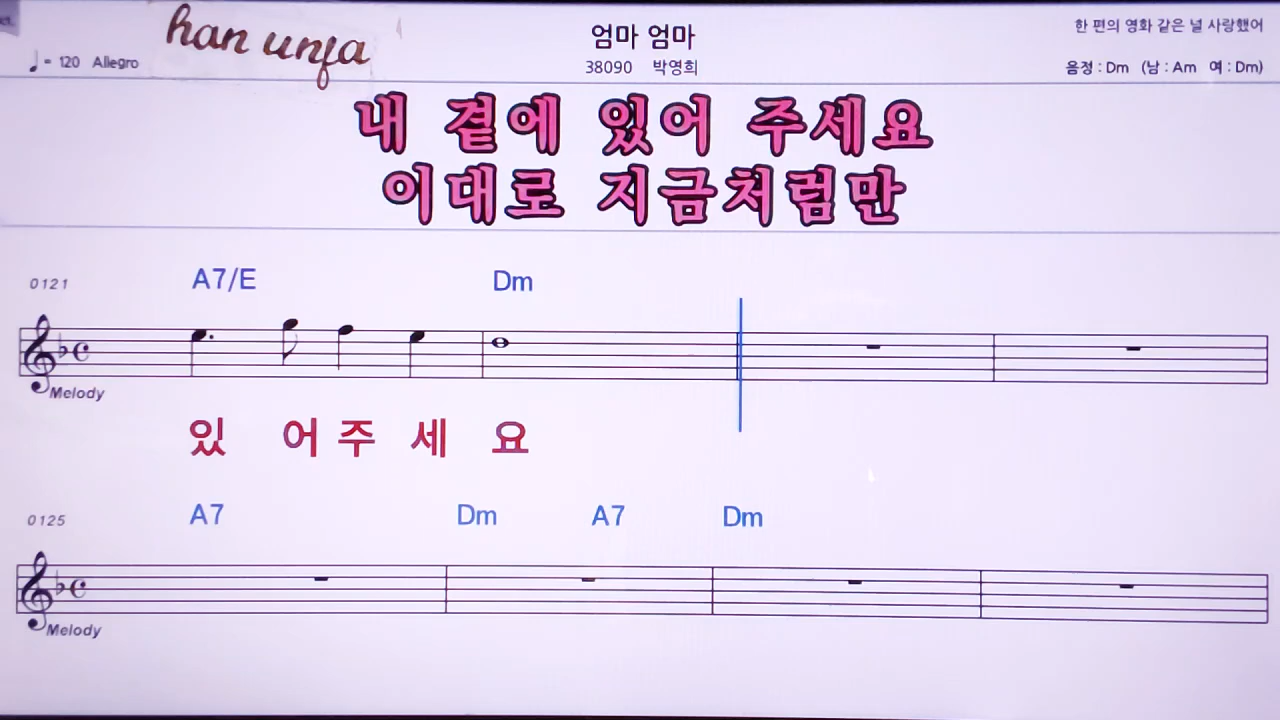 ct.
han unfa
♩ = 120 Allegro
엄마 엄마
38090 박영희
한 편의 영화 같은 널 사랑했어
음정 : Dm (남 : Am 여 : Dm)
내 곁에 있어 주세요
이대로 지금처럼만
0121
A7/E Dm
Melody
있 어 주 세 요
0125
A7 Dm A7 Dm
Melody